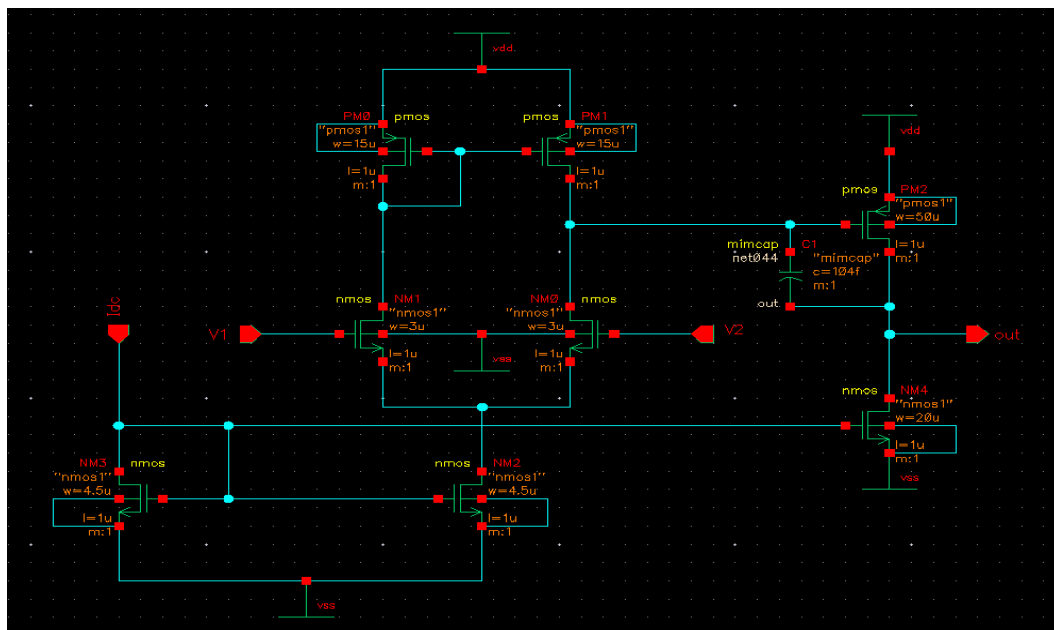 vdd
PM0
pmos
"pmos1"
w=15u
l=1u
m:1
pmos
PM1
"pmos1"
w=15u
l=1u
m:1
vdd
pmos
PM2
"pmos1"
w=50u
l=1u
m:1
mimcap
net044
C1
"mimcap"
c=104f
m:1
out
Idc
V1
nmos
NM1
"nmos1"
w=3u
l=1u
m:1
vss
NM0
nmos
"nmos1"
w=3u
l=1u
m:1
V2
out
nmos
NM4
"nmos1"
w=20u
l=1u
m:1
vss
NM3
nmos
"nmos1"
w=4.5u
l=1u
m:1
nmos
NM2
"nmos1"
w=4.5u
l=1u
m:1
vss